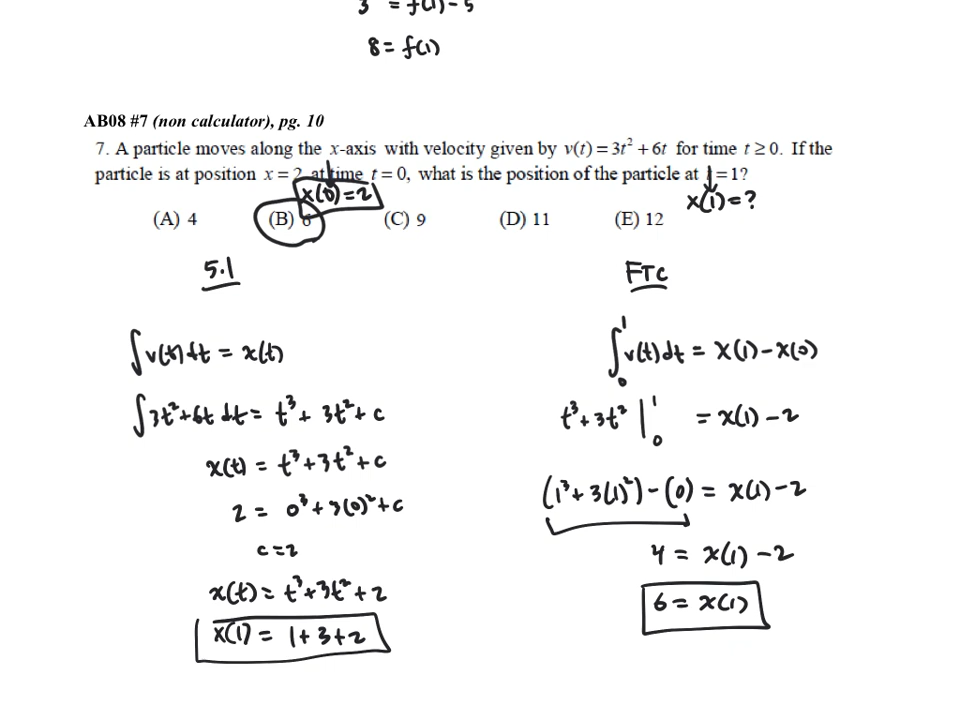 3 = f(1) - 5
8 = f(1)
AB08 #7 (non calculator), pg. 10
7. A particle moves along the x-axis with velocity given by v(t) = 3t² + 6t for time t ≥ 0. If the
particle is at position x = 2 at time t = 0, what is the position of the particle at t = 1?
x(0) = 2
x(1) = ?
(A) 4 (B) 6 (C) 9 (D) 11 (E) 12
5.1
∫v(t) dt = x(t)
∫3t²+6t dt = t³ + 3t² + c
x(t) = t³ + 3t² + c
2 = 0³ + 3(0)² + c
c = 2
x(t) = t³ + 3t² + 2
x(1) = 1 + 3 + 2
FTC
∫₀¹ v(t) dt = x(1) - x(0)
t³ + 3t² |₀¹ = x(1) - 2
(1³ + 3(1)²) - (0) = x(1) - 2
4 = x(1) - 2
6 = x(1)